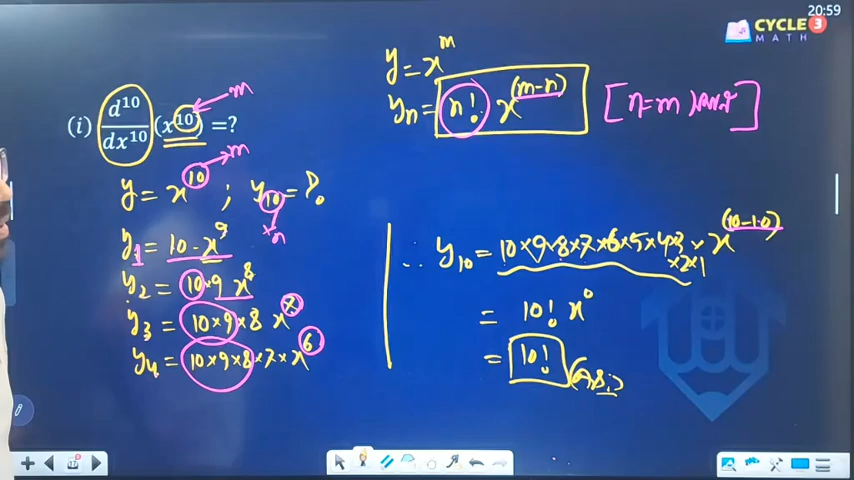 20:59
CYCLE 3
MATH
y = x^m
y_n = n! x^(m-n) [n = m
(i) d^10/dx^10 (x^10) = ?
m
m
y = x^10 ; y_10 = ?
n
y_1 = 10 · x^9
y_2 = 10 · 9 x^8
y_3 = 10 × 9 × 8 x^7
y_4 = 10 × 9 × 8 × 7 × x^6
∴ y_10 = 10 × 9 × 8 × 7 × 6 × 5 × 4 × 3 × 2 × 1 × x^(10-10)
= 10! x^0
= 10! (Ans:)